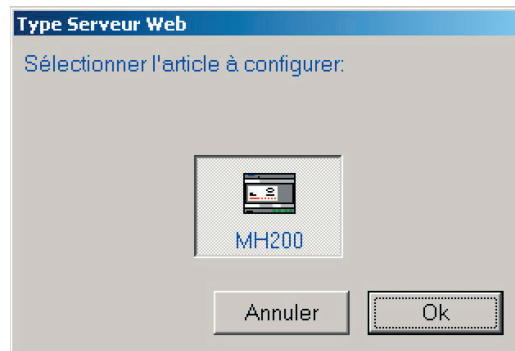 Type Serveur Web
Sélectionner l'article à configurer:
MH200
Annuler
Ok